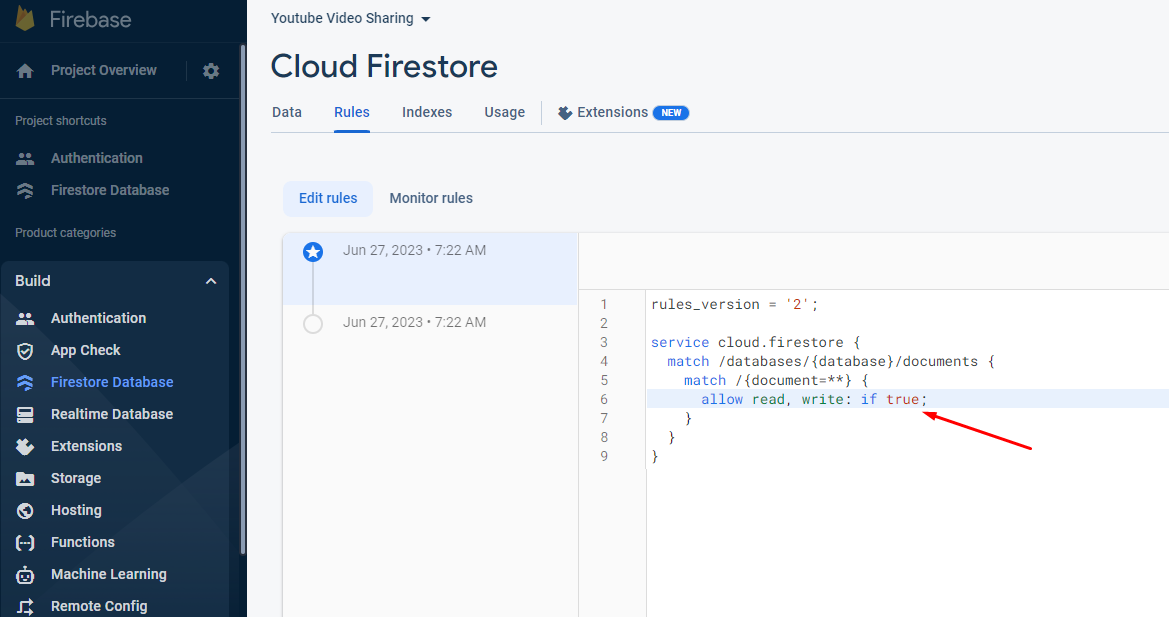 Firebase
Project Overview
Project shortcuts
Authentication
Firestore Database
Product categories
Build
Authentication
App Check
Firestore Database
Realtime Database
Extensions
Storage
Hosting
Functions
Machine Learning
Remote Config
Youtube Video Sharing
Cloud Firestore
Data Rules Indexes Usage Extensions NEW
Edit rules Monitor rules
Jun 27, 2023 • 7:22 AM
Jun 27, 2023 • 7:22 AM
1 rules_version = '2';
2
3 service cloud.firestore {
4   match /databases/{database}/documents {
5     match /{document=**} {
6       allow read, write: if true;
7     }
8   }
9 }